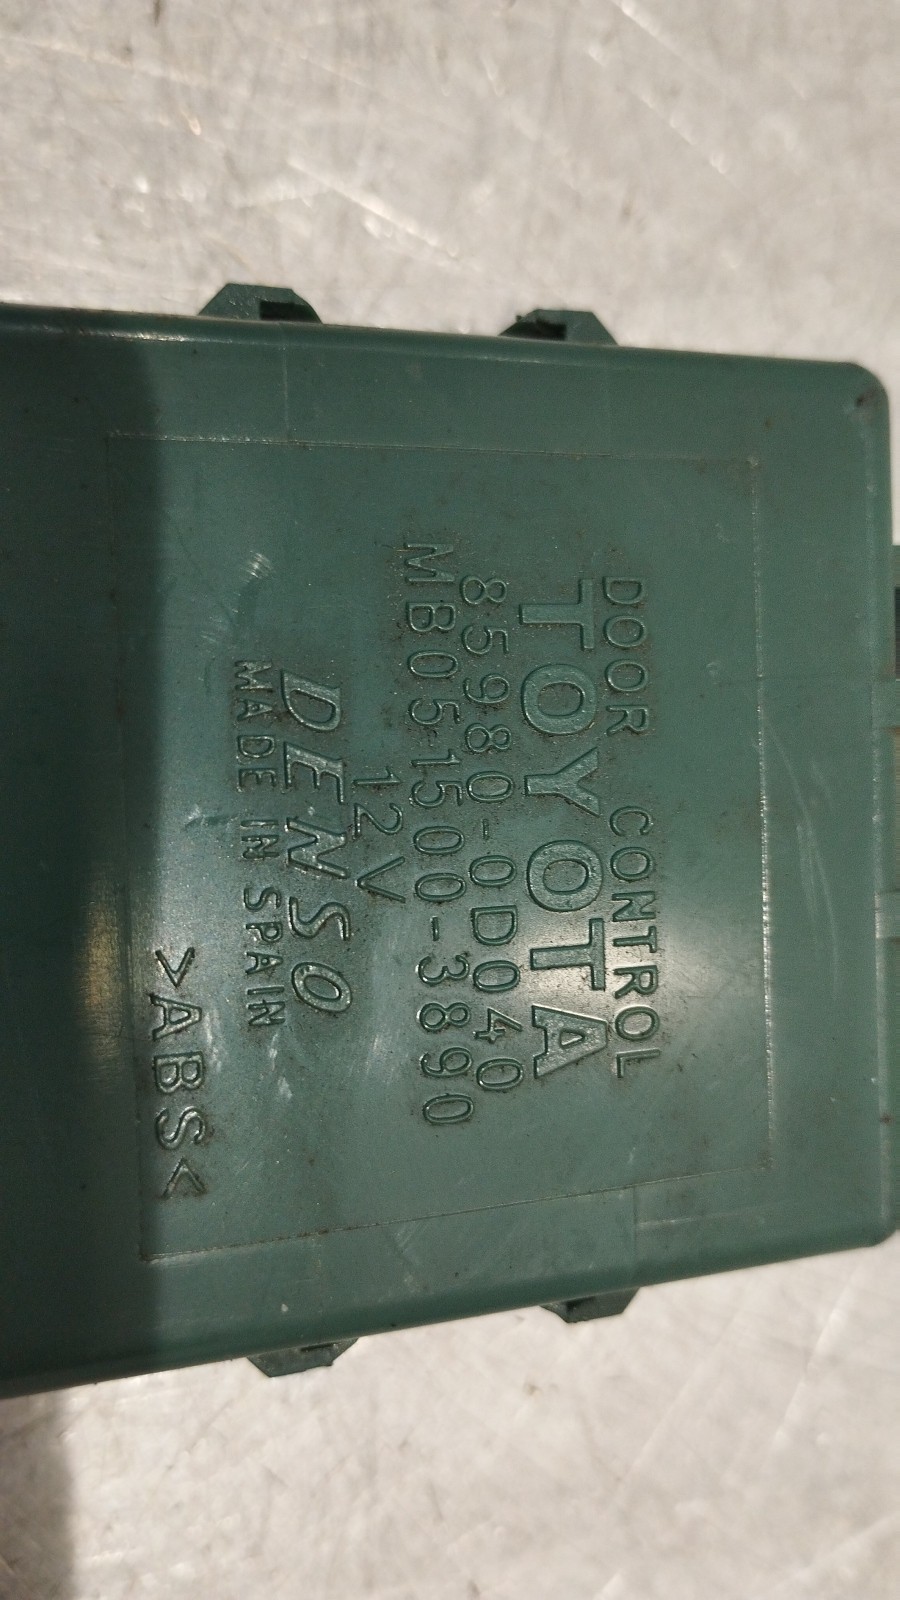 DOOR CONTROL
TOYOTA
85980-0D040
MB051500-3890
12V
DENSO
MADE IN SPAIN
>ABS<